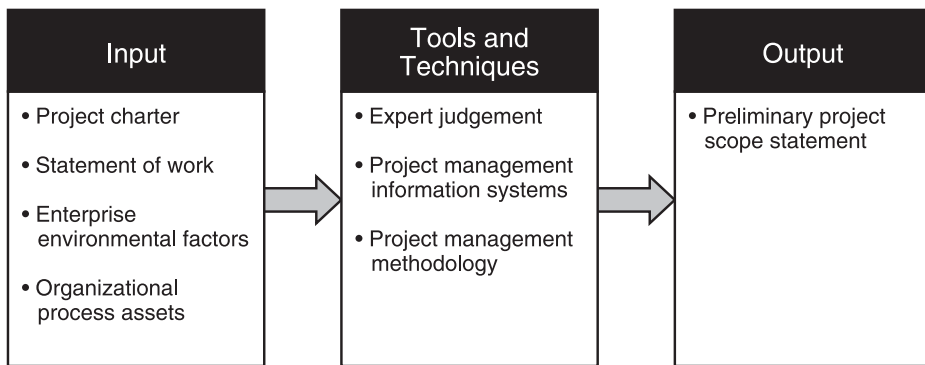 Input
• Project charter
• Statement of work
• Enterprise
environmental factors
• Organizational
process assets
Tools and
Techniques
• Expert judgement
• Project management
information systems
• Project management
methodology
Output
• Preliminary project
scope statement